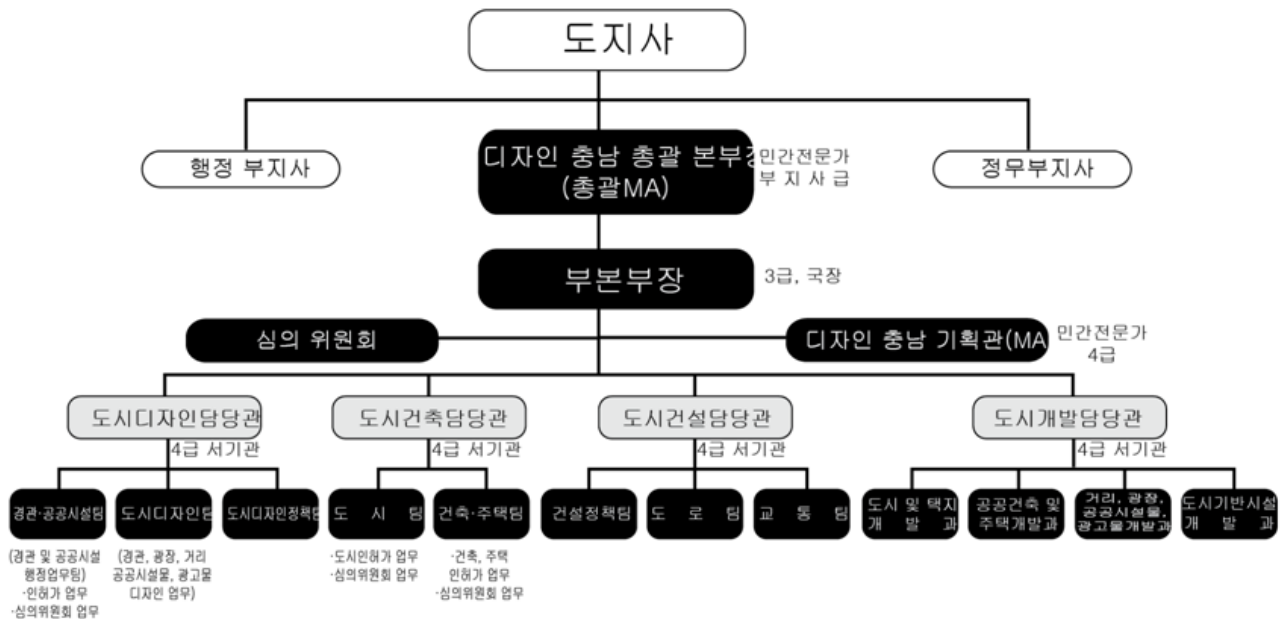 도지사
행정 부지사
디자인 충남 총괄 본부장
(총괄MA)
민간전문가
부 지 사 급
정무부지사
부본부장
3급, 국장
심의 위원회
디자인 충남 기획관(MA
민간전문가
4급
도시디자인담당관
4급 서기관
도시건축담당관
4급 서기관
도시건설담당관
4급 서기관
도시개발담당관
4급 서기관
경관·공공시설팀
도시디자인팀
도시디자인정책팀
도 시 팀
건축·주택팀
건설정책팀
도 로 팀
교 통 팀
도시 및 택지
개 발 과
공공건축 및
주택개발과
거리, 광장,
공공시설물,
광고물개발과
도시기반시설
개 발 과
(경관 및 공공시설
행정업무팀)
·인허가 업무
·심의위원회 업무
(경관, 광장, 거리
공공시설물, 광고물
디자인 업무)
·도시인허가 업무
·심의위원회 업무
·건축, 주택
인허가 업무
·심의위원회 업무